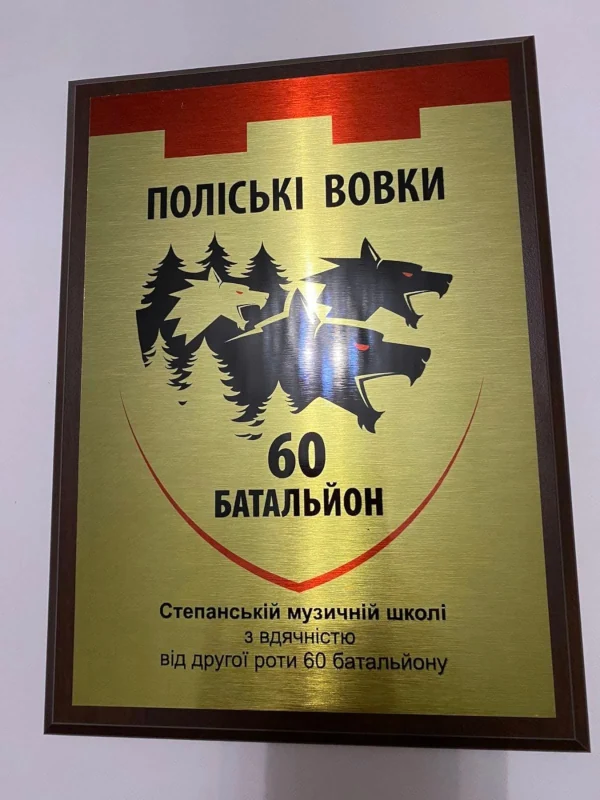 ПОЛІСЬКІ ВОВКИ
60
БАТАЛЬЙОН
Степанській музичній школі
з вдячністю
від другої роти 60 батальйону